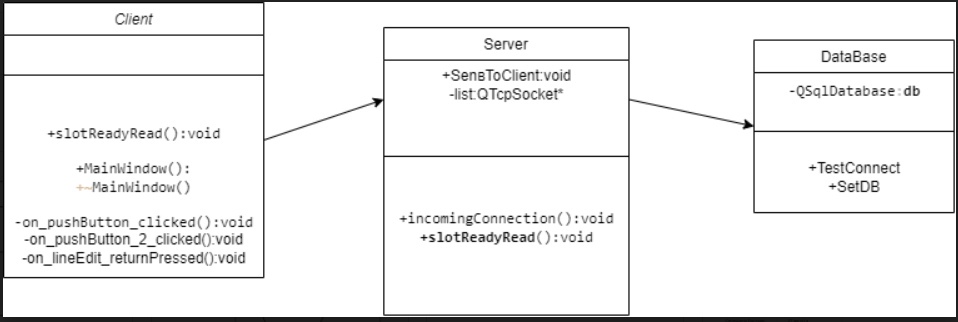 Client
+slotReadyRead():void
+MainWindow():
+~MainWindow()
-on_pushButton_clicked():void
-on_pushButton_2_clicked():void
-on_lineEdit_returnPressed():void
Server
+SenвToClient:void
-list:QTcpSocket*
+incomingConnection():void
+slotReadyRead():void
DataBase
-QSqlDatabase:db
+TestConnect
+SetDB